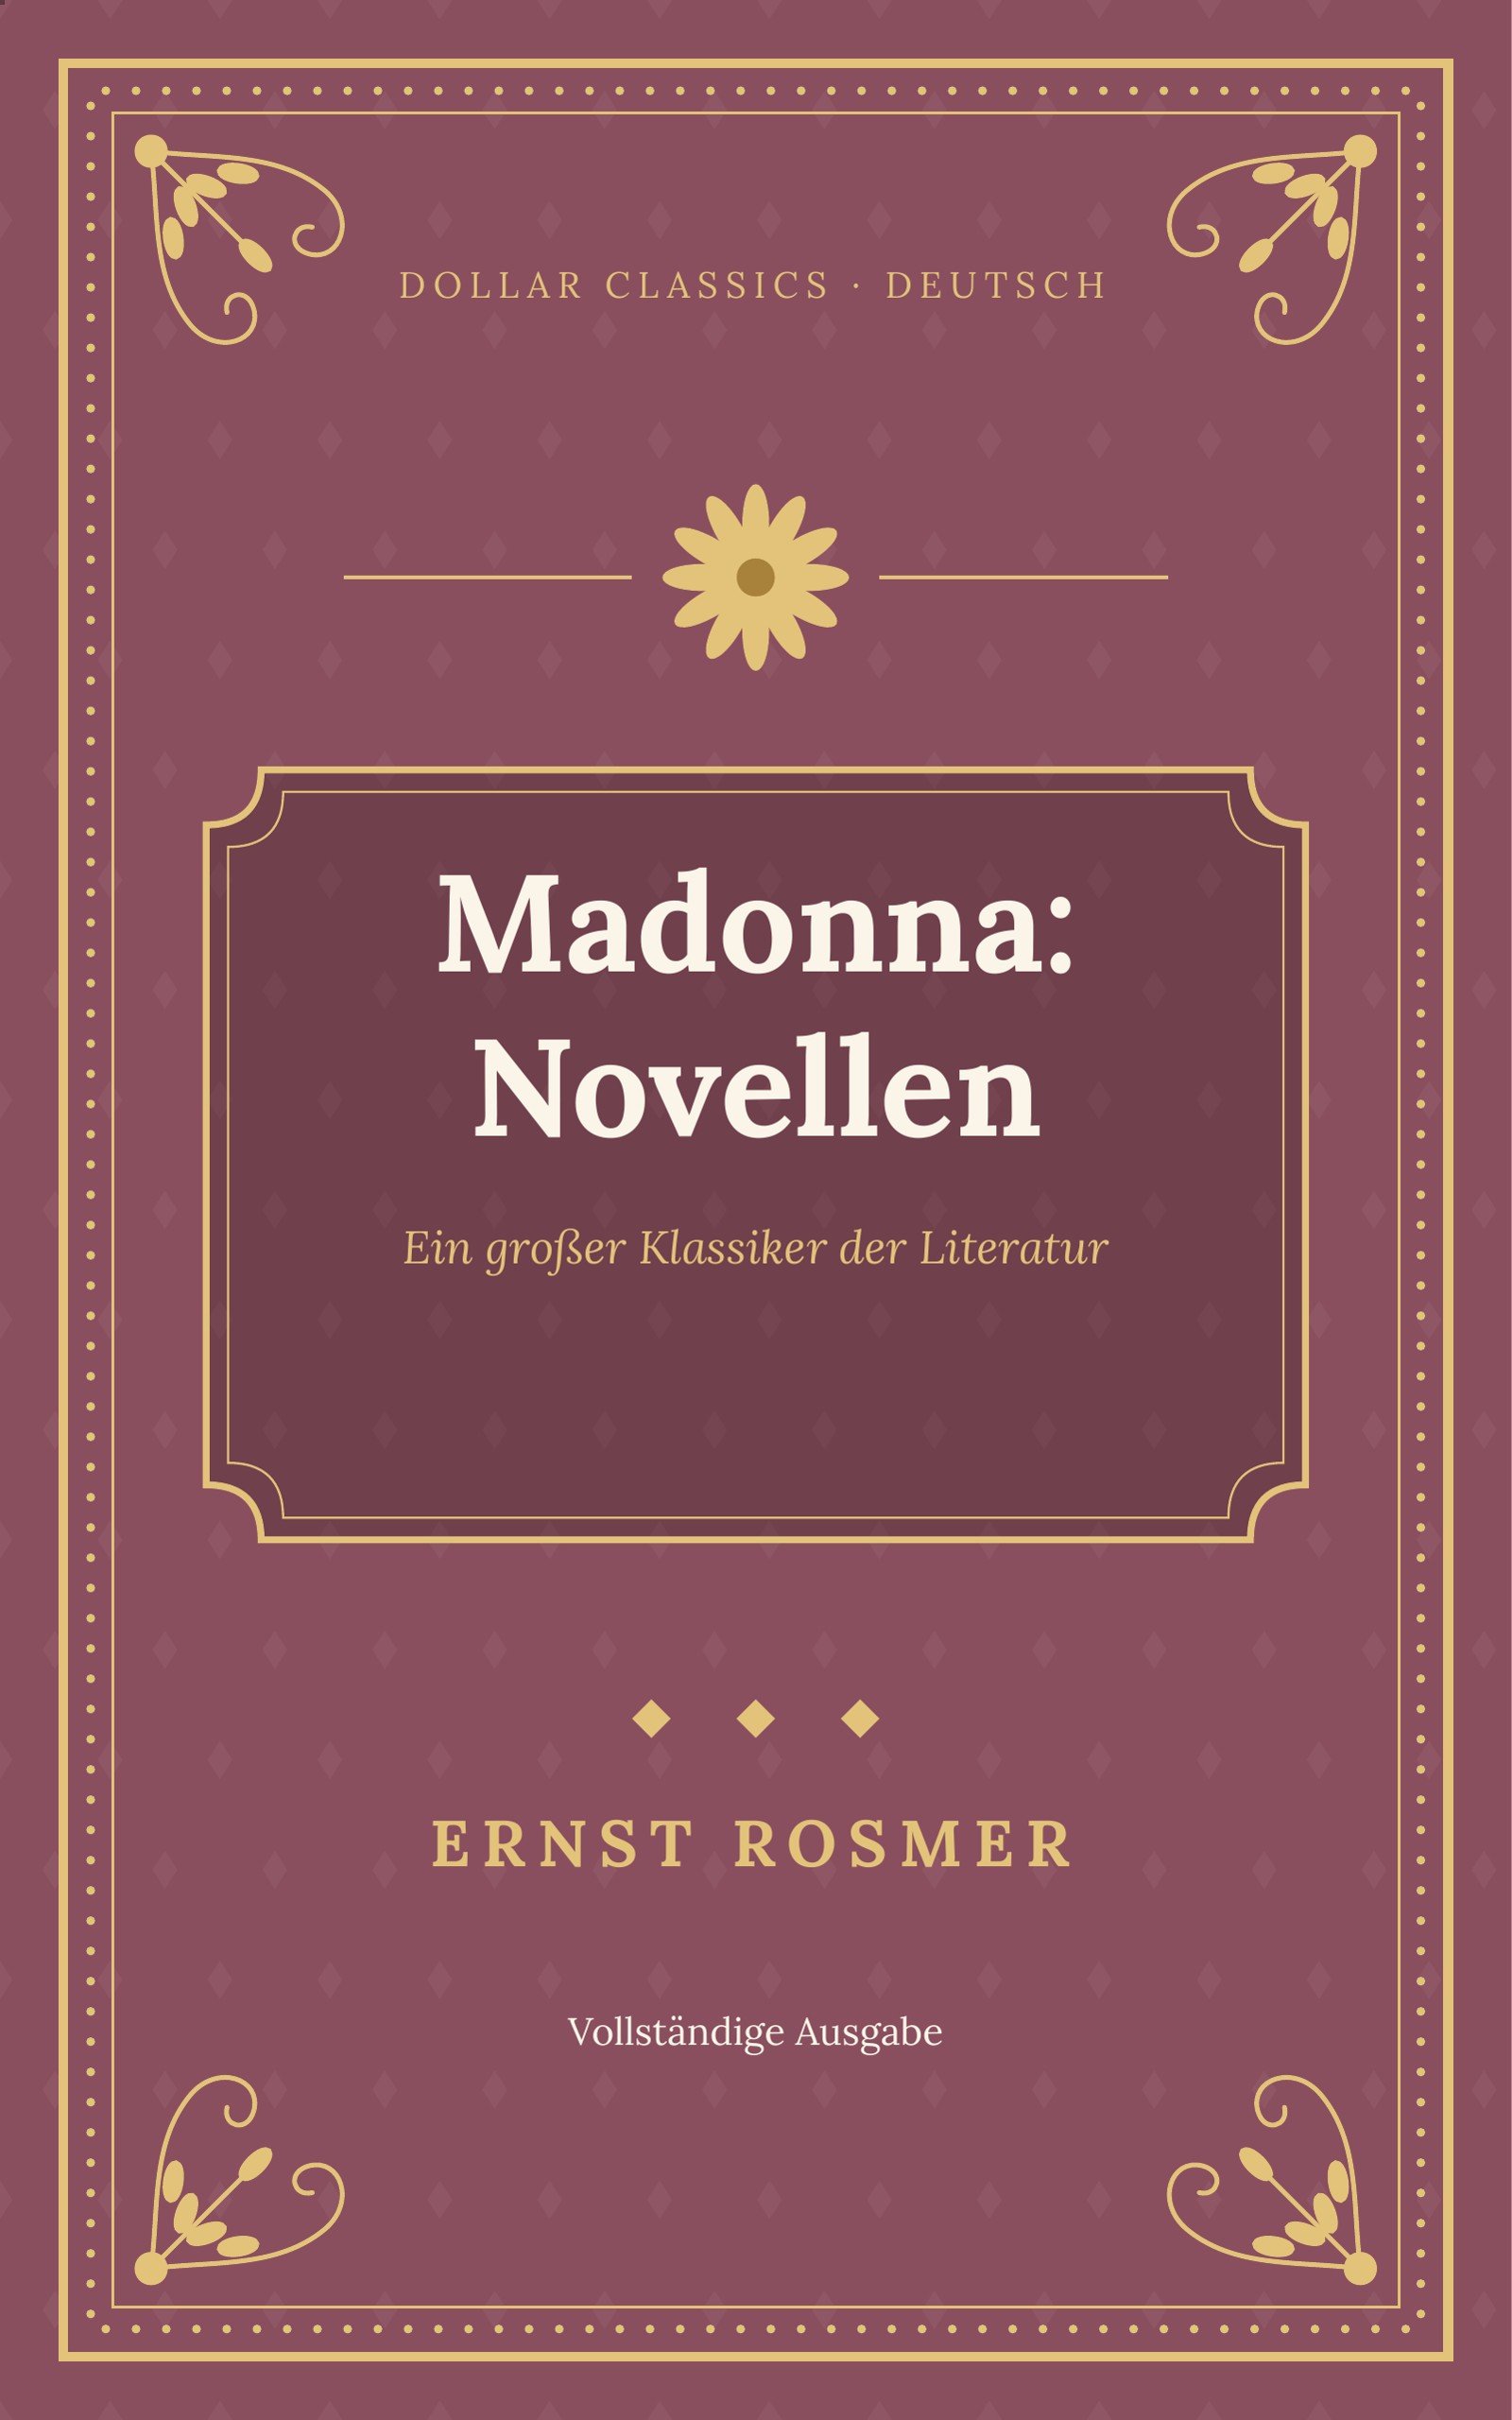 DOLLAR CLASSICS · DEUTSCH
Madonna:
Novellen
Ein großer Klassiker der Literatur
ERNST ROSMER
Vollständige Ausgabe